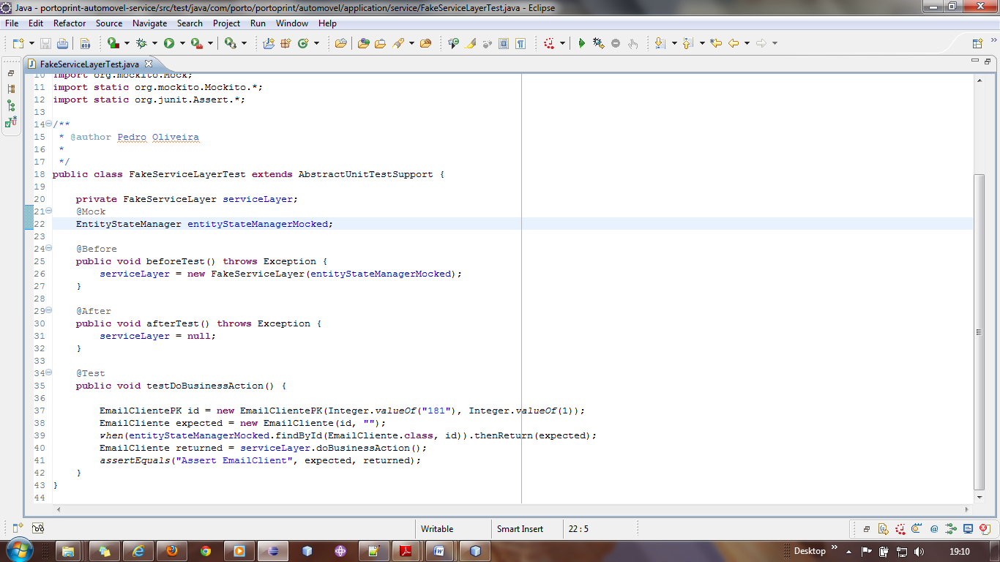 Java - portoprint-automovel-service/src/test/java/com/porto/portoprint/automovel/application/service/FakeServiceLayerTest.java - Eclipse
File Edit Refactor Source Navigate Search Project Run Window Help
FakeServiceLayerTest.java
10 import org.mockito.Mock;
11 import static org.mockito.Mockito.*;
12 import static org.junit.Assert.*;
13
14 /**
15  * @author Pedro Oliveira
16  *
17  */
18 public class FakeServiceLayerTest extends AbstractUnitTestSupport {
19
20     private FakeServiceLayer serviceLayer;
21     @Mock
22     EntityStateManager entityStateManagerMocked;
23
24     @Before
25     public void beforeTest() throws Exception {
26         serviceLayer = new FakeServiceLayer(entityStateManagerMocked);
27     }
28
29     @After
30     public void afterTest() throws Exception {
31         serviceLayer = null;
32     }
33
34     @Test
35     public void testDoBusinessAction() {
36
37         EmailClientePK id = new EmailClientePK(Integer.valueOf("181"), Integer.valueOf(1));
38         EmailCliente expected = new EmailCliente(id, "");
39         when(entityStateManagerMocked.findById(EmailCliente.class, id)).thenReturn(expected);
40         EmailCliente returned = serviceLayer.doBusinessAction();
41         assertEquals("Assert EmailClient", expected, returned);
42     }
43 }
44
Writable Smart Insert 22 : 5
Desktop 19:10